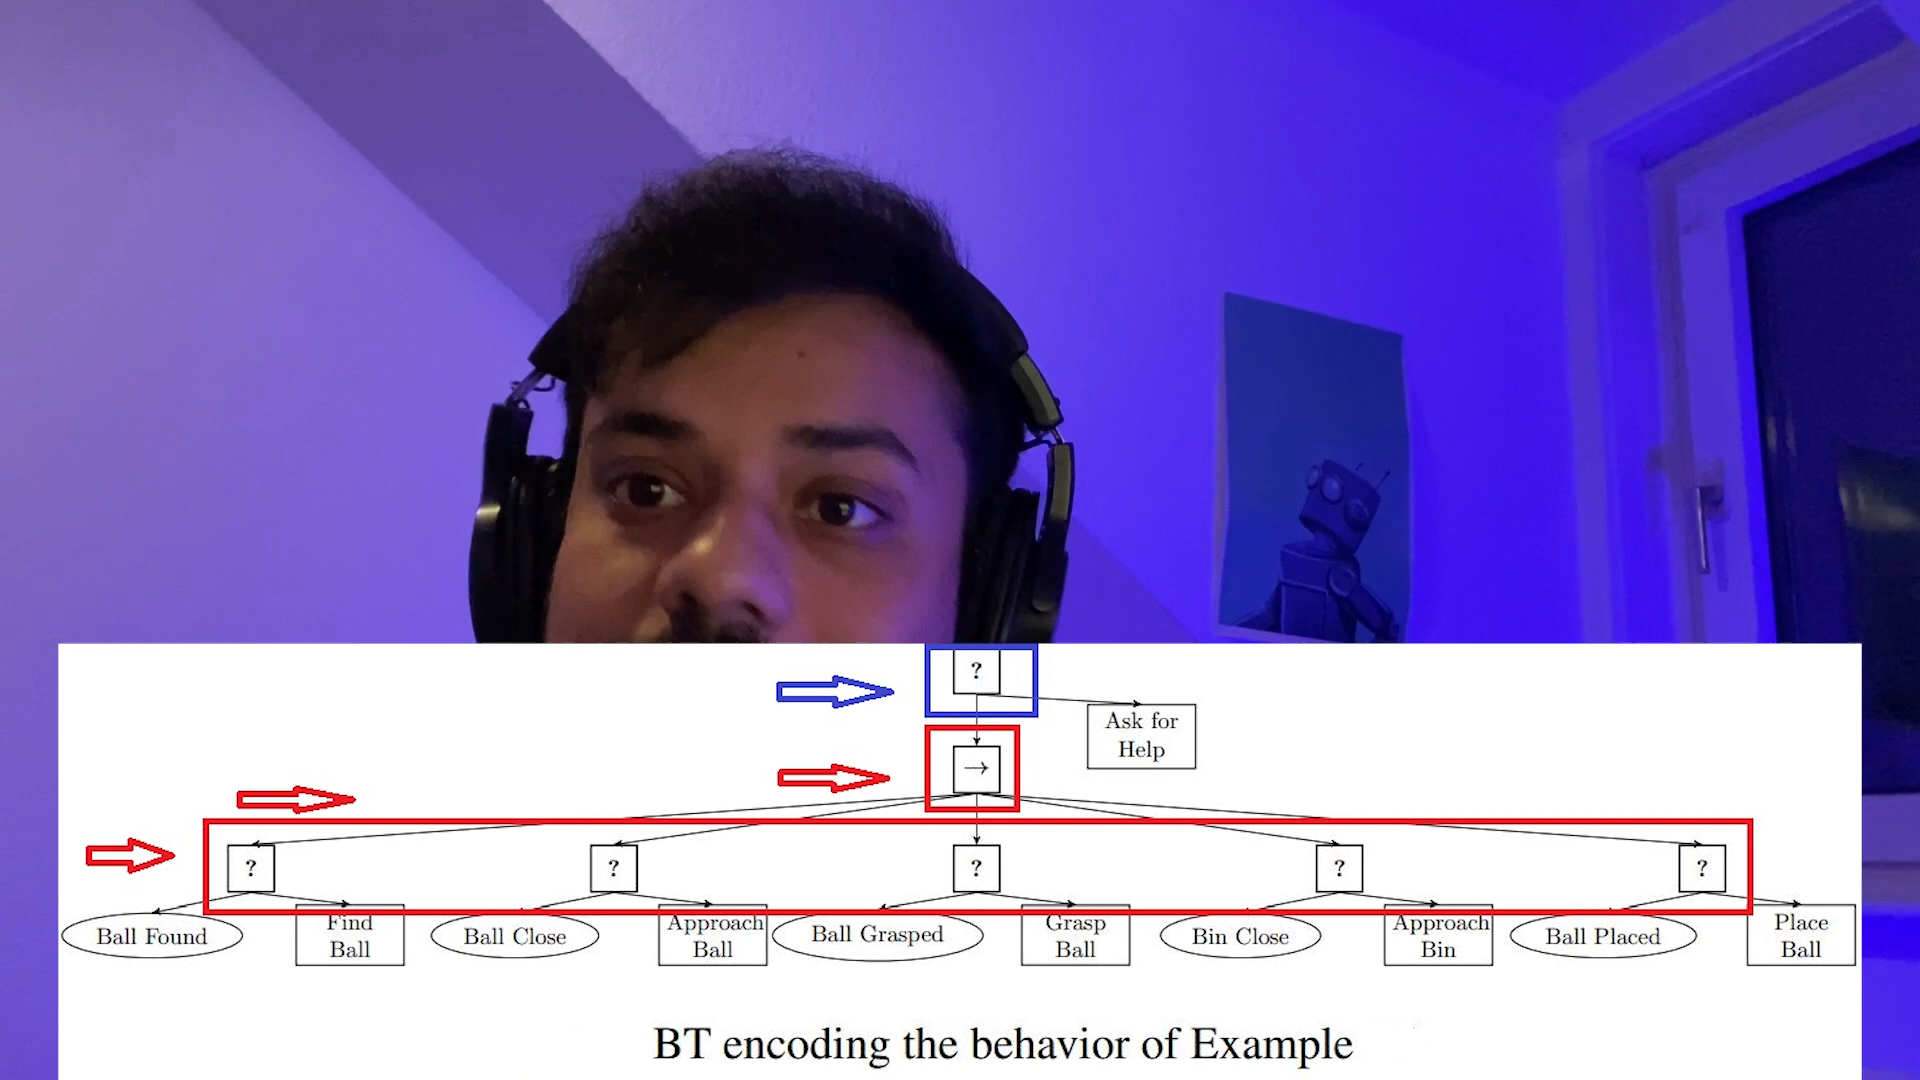 ?
Ask for
Help
→
? ? ? ? ?
Ball Found
Find
Ball
Ball Close
Approach
Ball
Ball Grasped
Grasp
Ball
Bin Close
Approach
Bin
Ball Placed
Place
Ball
BT encoding the behavior of Example